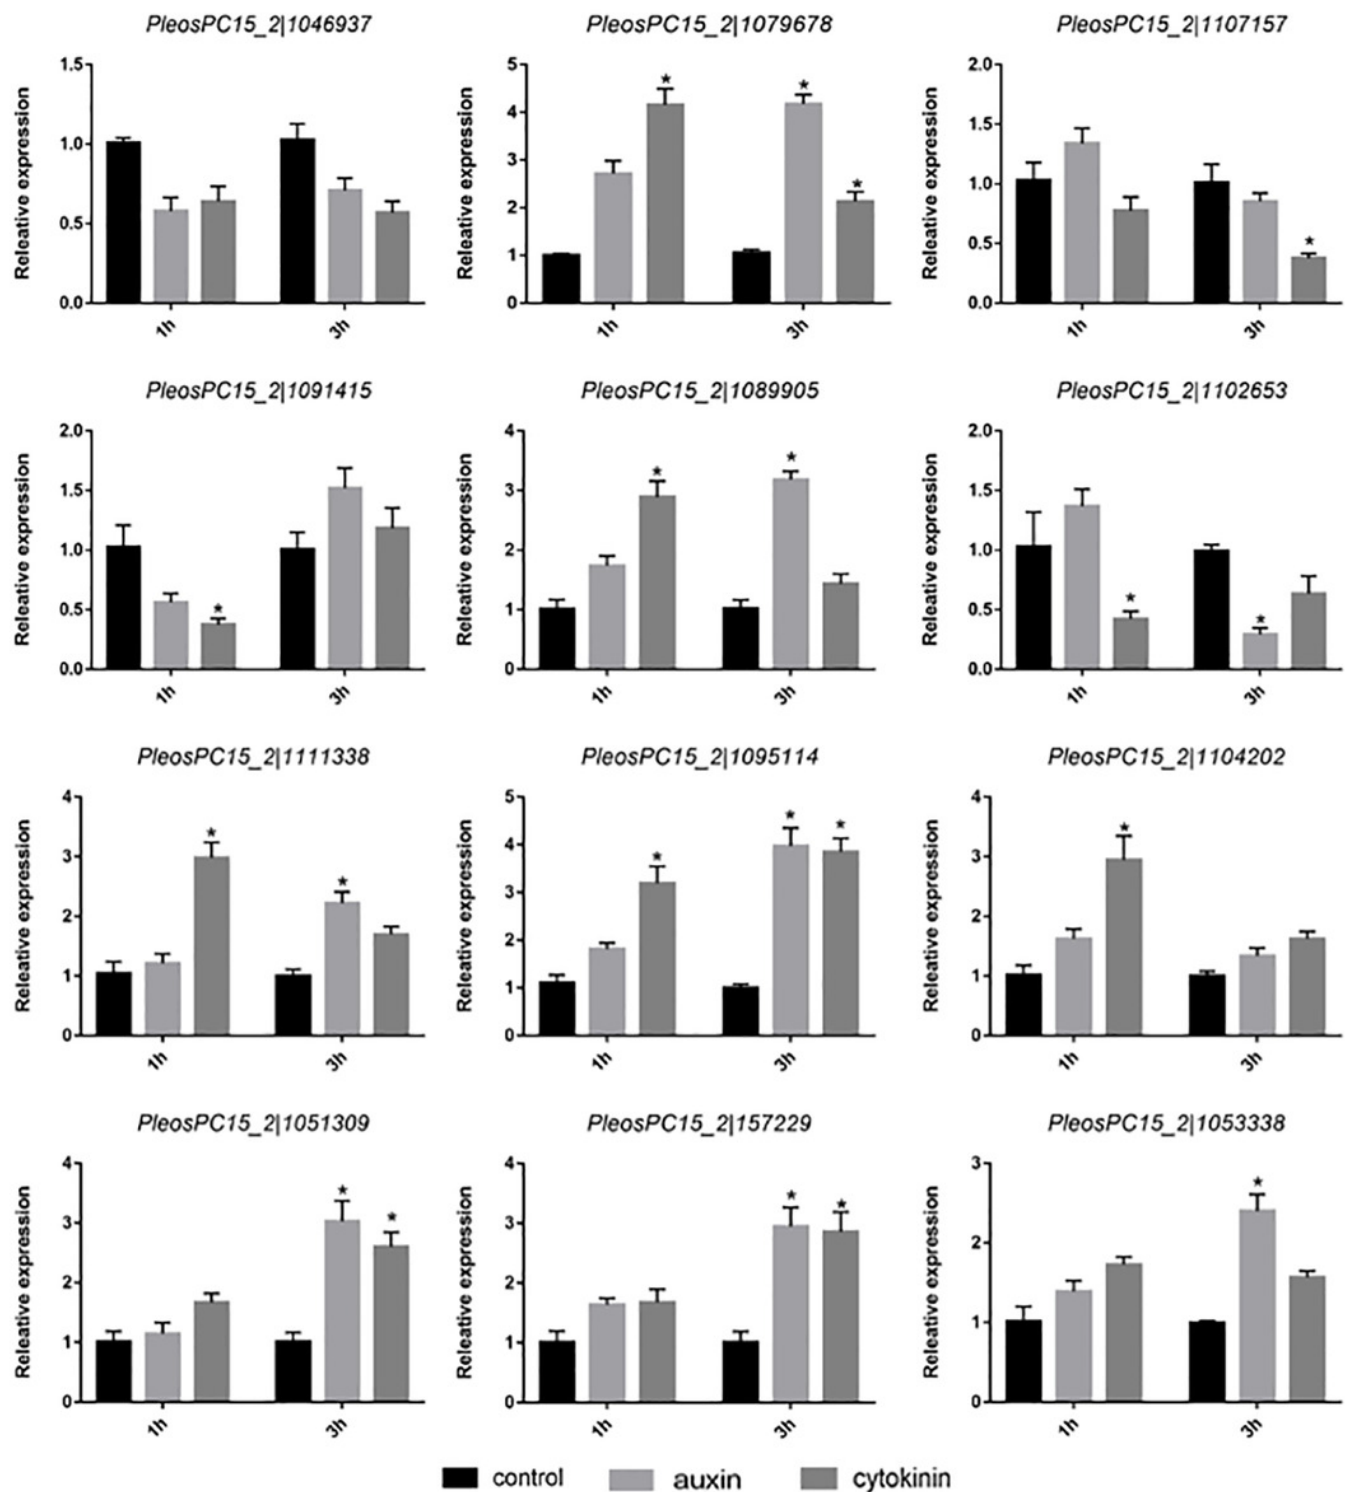 PleosPC15_2|1046937
Releative expression
1.5
1.0
0.5
0.0
1h
3h
PleosPC15_2|1079678
Releative expression
5
4
3
2
1
0
*
*
*
1h
3h
PleosPC15_2|1107157
Releative expression
2.0
1.5
1.0
0.5
0.0
*
1h
3h
PleosPC15_2|1091415
Releative expression
2.0
1.5
1.0
0.5
0.0
*
1h
3h
PleosPC15_2|1089905
Releative expression
4
3
2
1
0
*
*
1h
3h
PleosPC15_2|1102653
Releative expression
2.0
1.5
1.0
0.5
0.0
*
*
1h
3h
PleosPC15_2|1111338
Releative expression
4
3
2
1
0
*
*
1h
3h
PleosPC15_2|1095114
Releative expression
5
4
3
2
1
0
*
*
*
1h
3h
PleosPC15_2|1104202
Releative expression
4
3
2
1
0
*
1h
3h
PleosPC15_2|1051309
Releative expression
4
3
2
1
0
*
*
1h
3h
PleosPC15_2|157229
Releative expression
4
3
2
1
0
*
*
1h
3h
PleosPC15_2|1053338
Releative expression
3
2
1
0
*
1h
3h
control auxin cytokinin